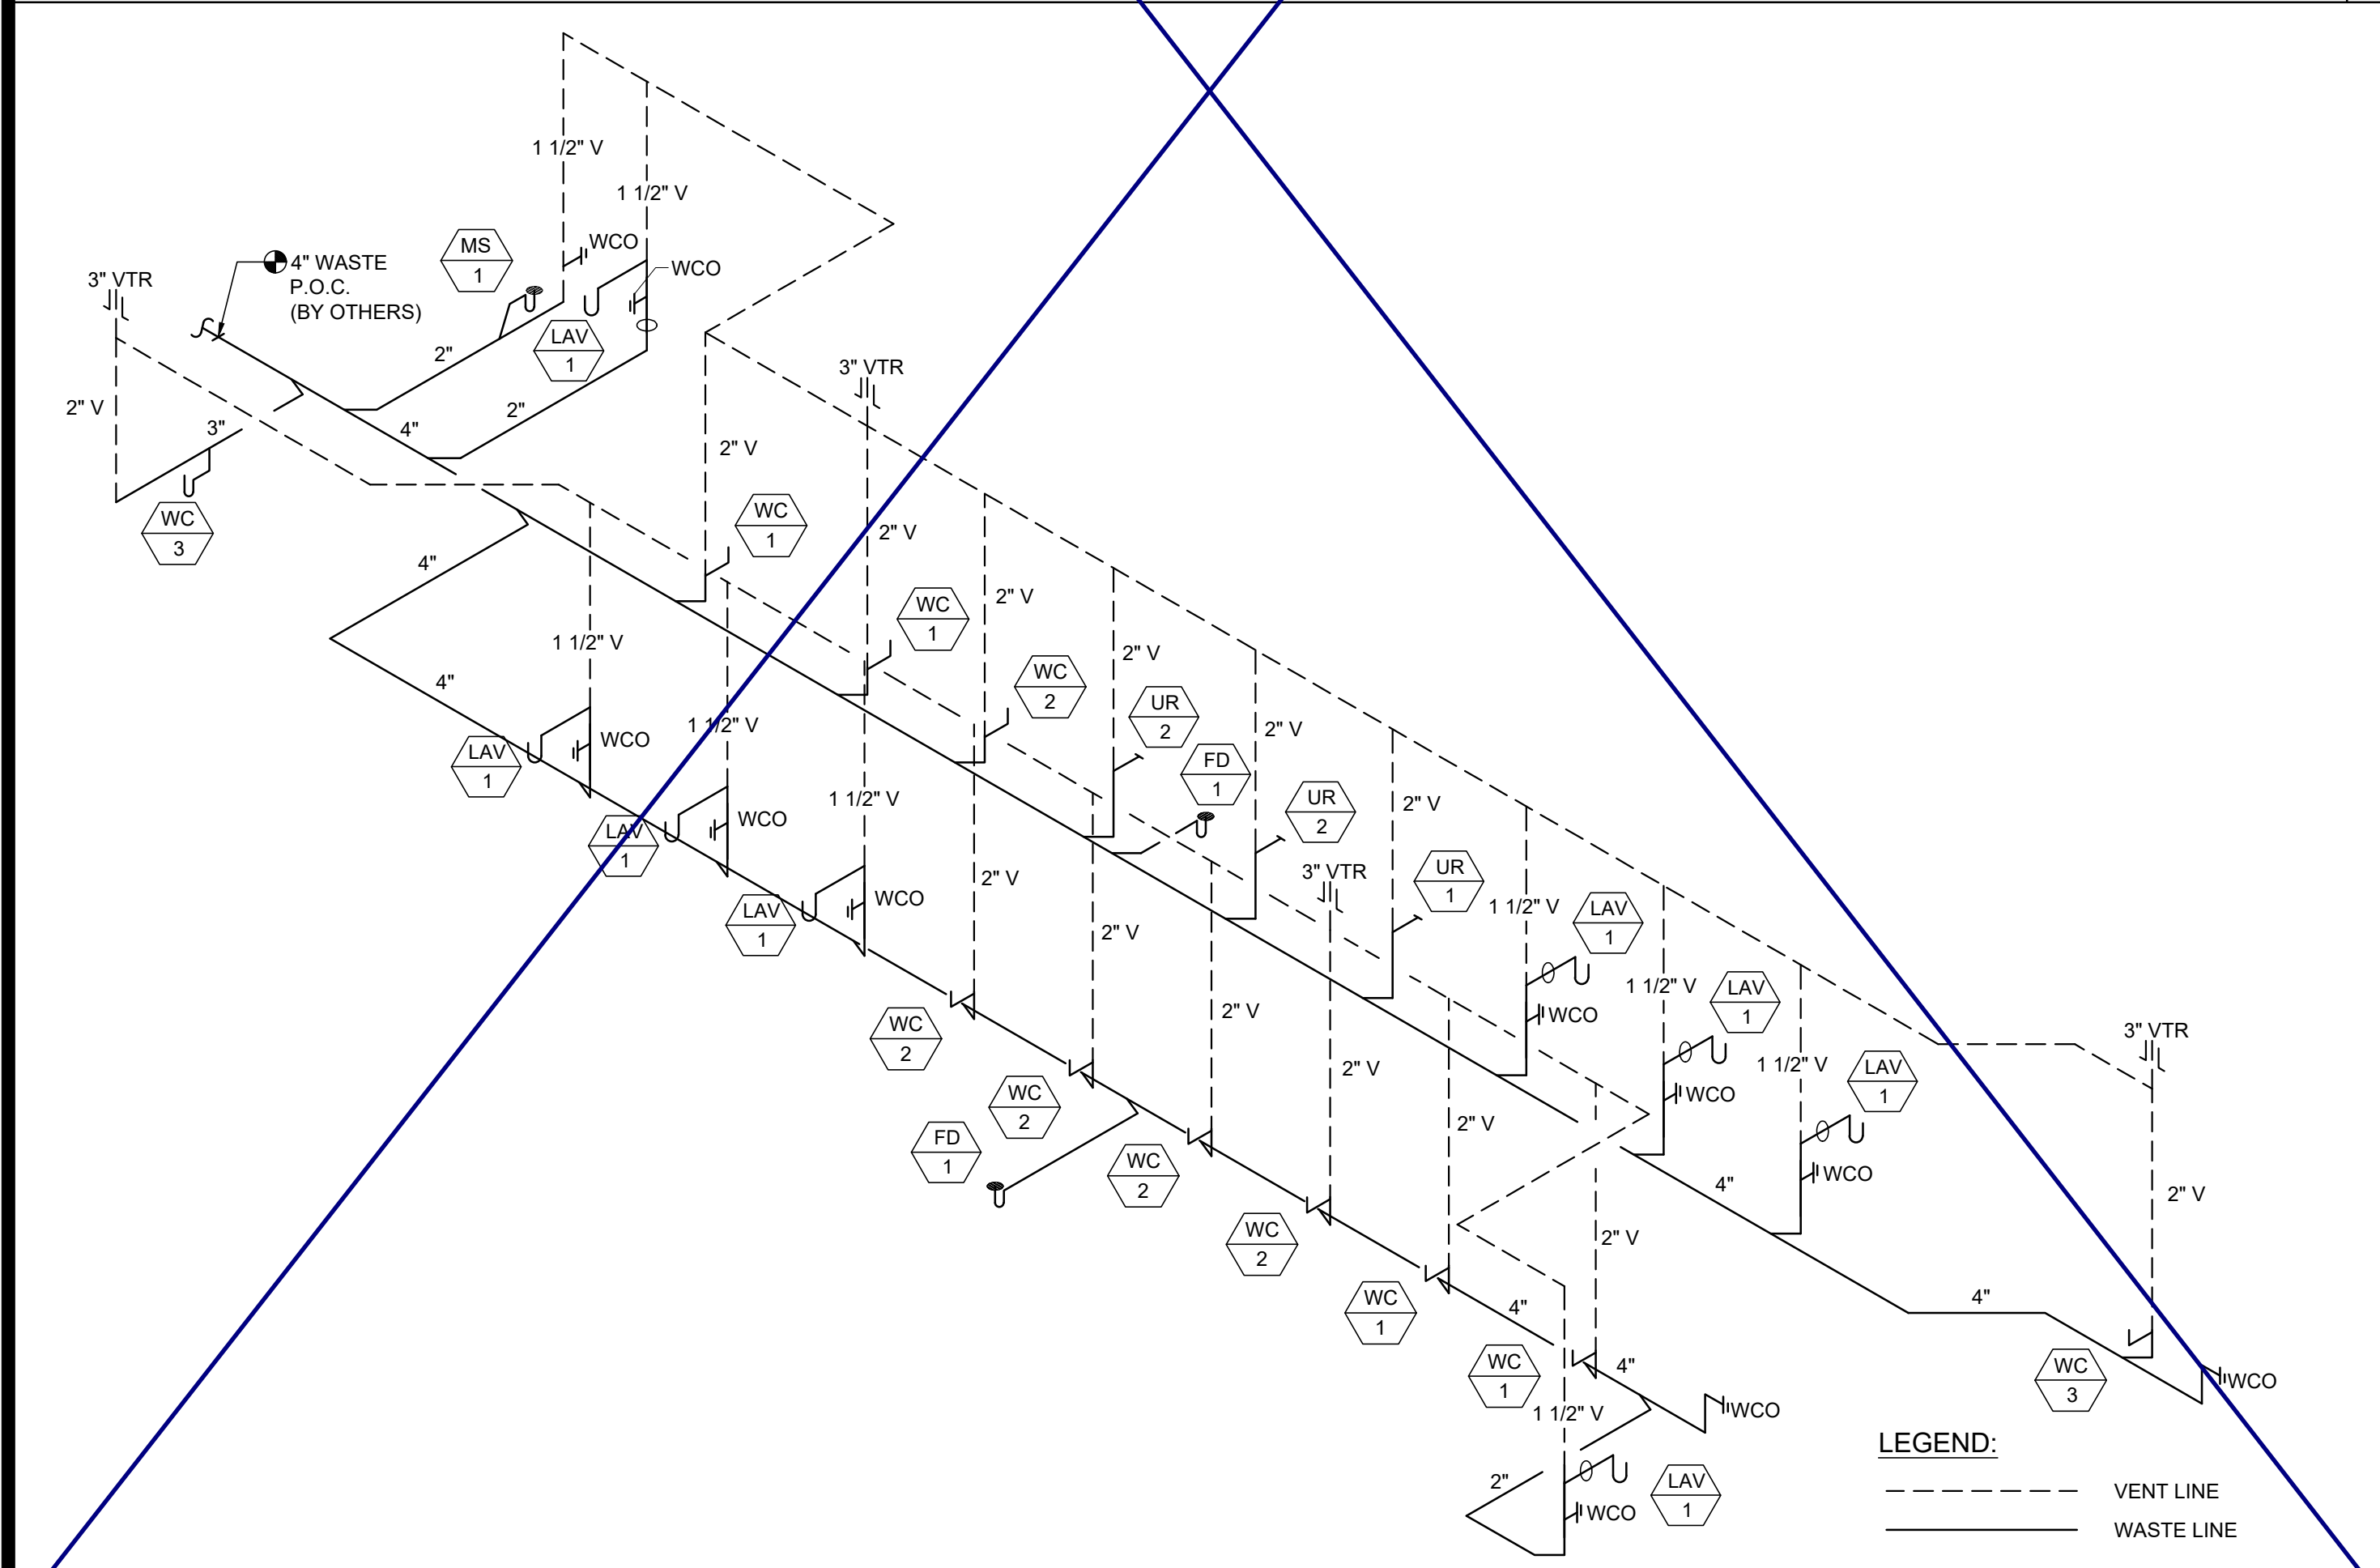 1 1/2" V
1 1/2" V
MS
1
WCO
4" WASTE
P.O.C.
(BY OTHERS)
WCO
3" VTR
LAV
1
2"
3" VTR
2" V
2"
3"
4"
2" V
WC
3
WC
1
2" V
4"
2" V
WC
1
1 1/2" V
2" V
WC
2
4"
UR
2
1 1/2" V
2" V
LAV
1
WCO
FD
1
1 1/2" V
2" V
UR
2
LAV
1
WCO
3" VTR
UR
1
2" V
LAV
1
WCO
1 1/2" V
LAV
1
2" V
1 1/2" V
LAV
1
2" V
WCO
WC
2
3" VTR
1 1/2" V
LAV
1
2" V
WCO
WC
2
2" V
FD
1
WC
2
WCO
4"
2" V
WC
2
2" V
4"
WC
1
4"
WC
1
4"
WC
3
WCO
1 1/2" V
WCO
LEGEND:
2"
LAV
1
WCO
VENT LINE
WASTE LINE